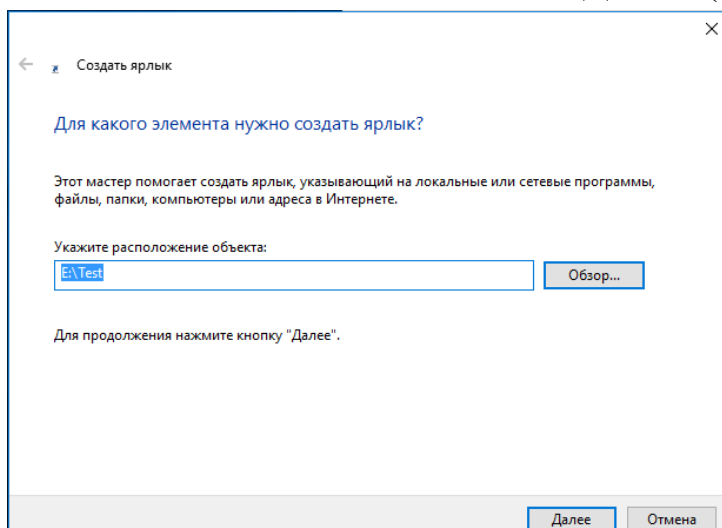 Создать ярлык
Для какого элемента нужно создать ярлык?
Этот мастер помогает создать ярлык, указывающий на локальные или сетевые программы,
файлы, папки, компьютеры или адреса в Интернете.
Укажите расположение объекта:
E:\Test
Обзор...
Для продолжения нажмите кнопку "Далее".
Далее
Отмена